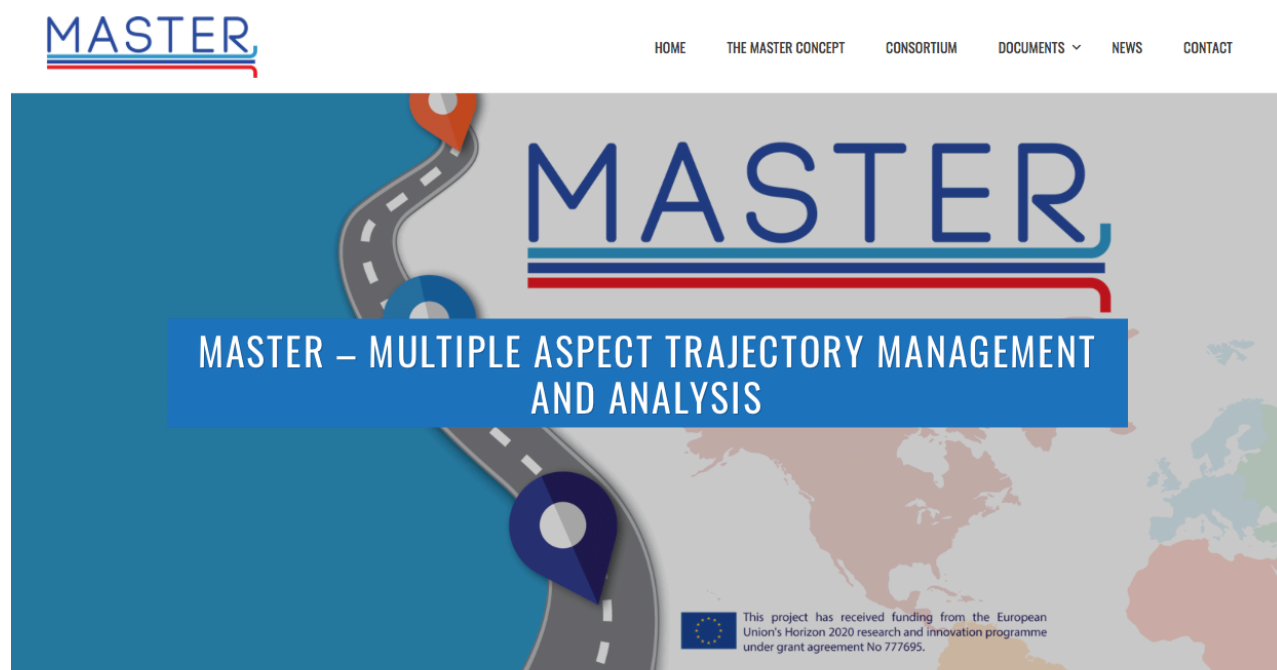 MASTER
HOME THE MASTER CONCEPT CONSORTIUM DOCUMENTS NEWS CONTACT
MASTER
MASTER – MULTIPLE ASPECT TRAJECTORY MANAGEMENT
AND ANALYSIS
This project has received funding from the European
Union's Horizon 2020 research and innovation programme
under grant agreement No 777695.